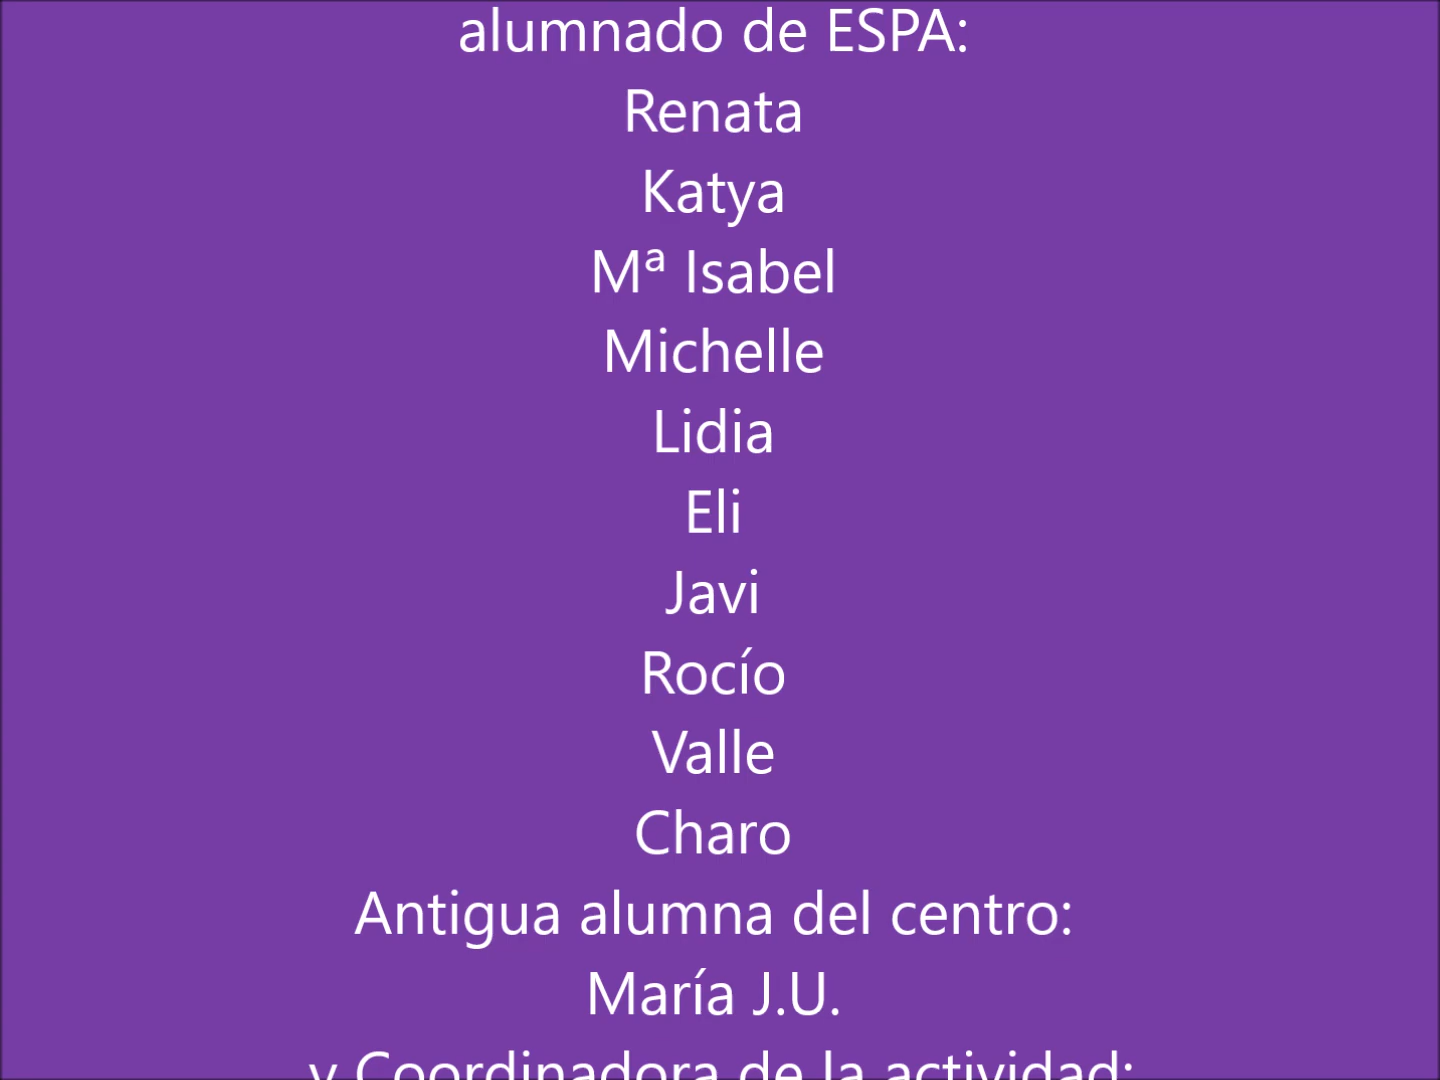 alumnado de ESPA:
Renata
Katya
Mª Isabel
Michelle
Lidia
Eli
Javi
Rocío
Valle
Charo
Antigua alumna del centro:
María J.U.
y Coordinadora de la actividad: